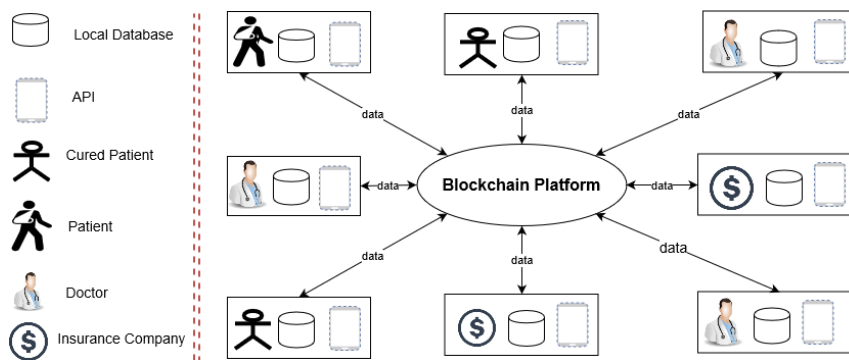 Local Database
API
Cured Patient
Patient
Doctor
Insurance Company
data
data
data
data
Blockchain Platform
data
data
data
data